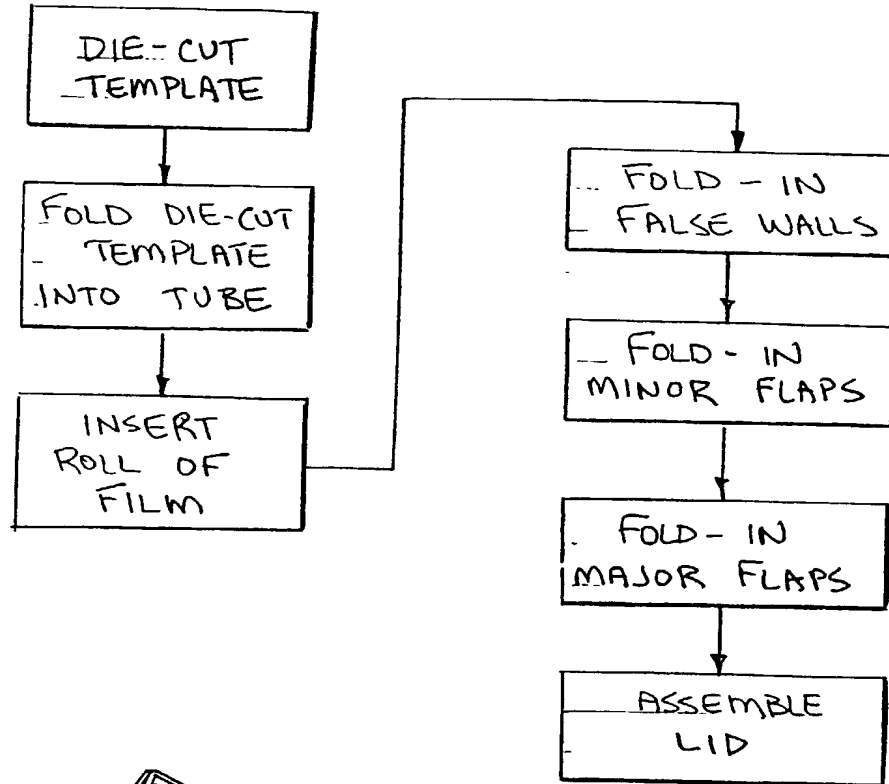 DIE-CUT
TEMPLATE
FOLD DIE-CUT
TEMPLATE
INTO TUBE
INSERT
ROLL OF
FILM
FOLD-IN
FALSE WALLS
FOLD-IN
MINOR FLAPS
FOLD-IN
MAJOR FLAPS
ASSEMBLE
LID